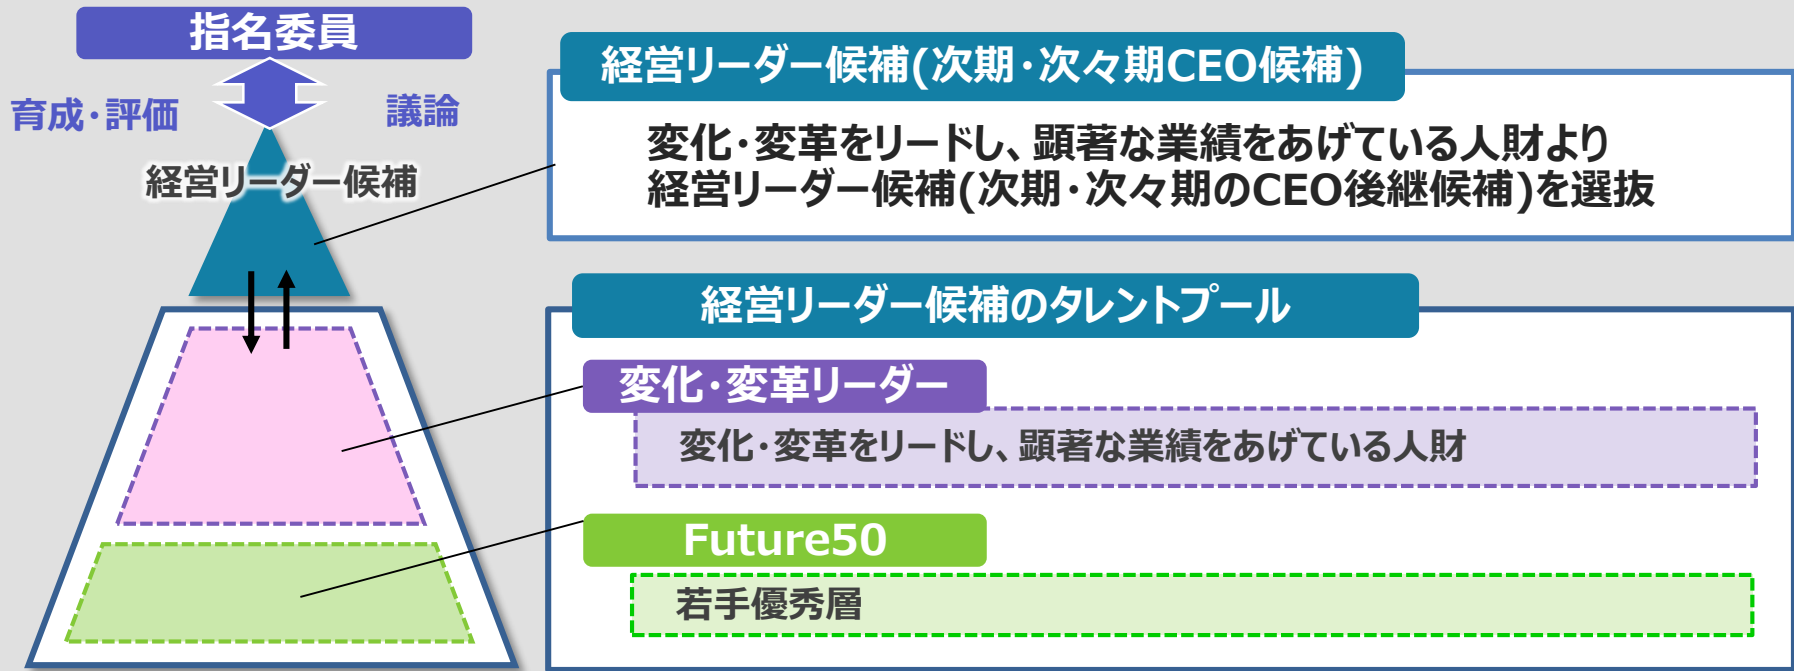 指名委員
育成・評価
議論
経営リーダー候補
経営リーダー候補(次期・次々期CEO候補)
変化・変革をリードし、顕著な業績をあげている人財より
経営リーダー候補(次期・次々期のCEO後継候補)を選抜
経営リーダー候補のタレントプール
変化・変革リーダー
変化・変革をリードし、顕著な業績をあげている人財
Future50
若手優秀層